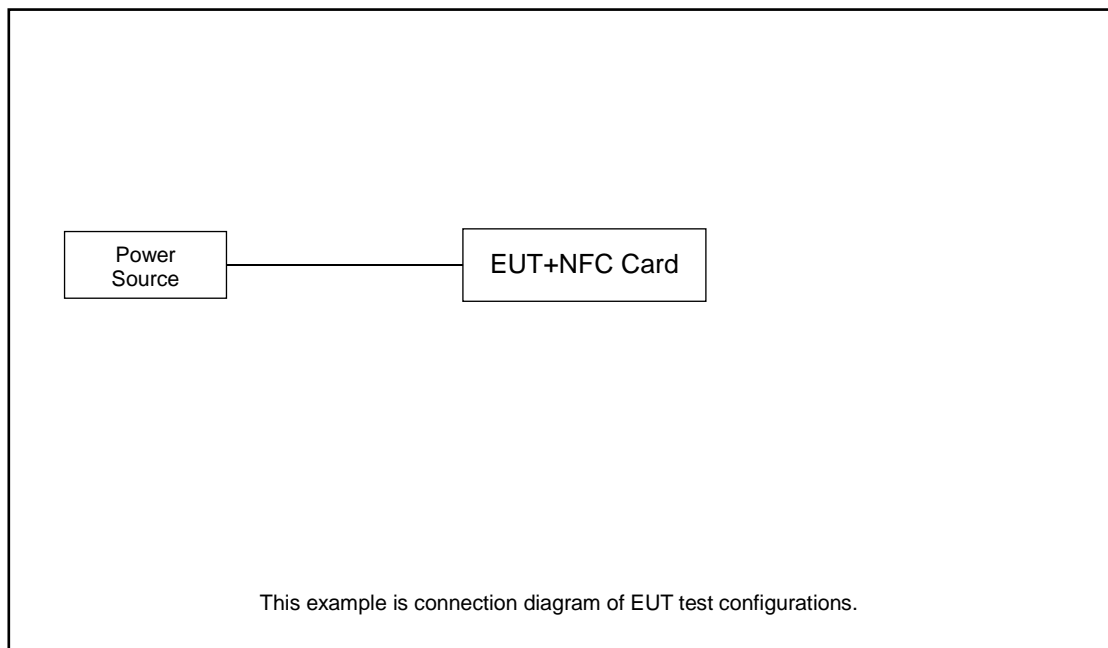 Power
Source
EUT+NFC Card
This example is connection diagram of EUT test configurations.